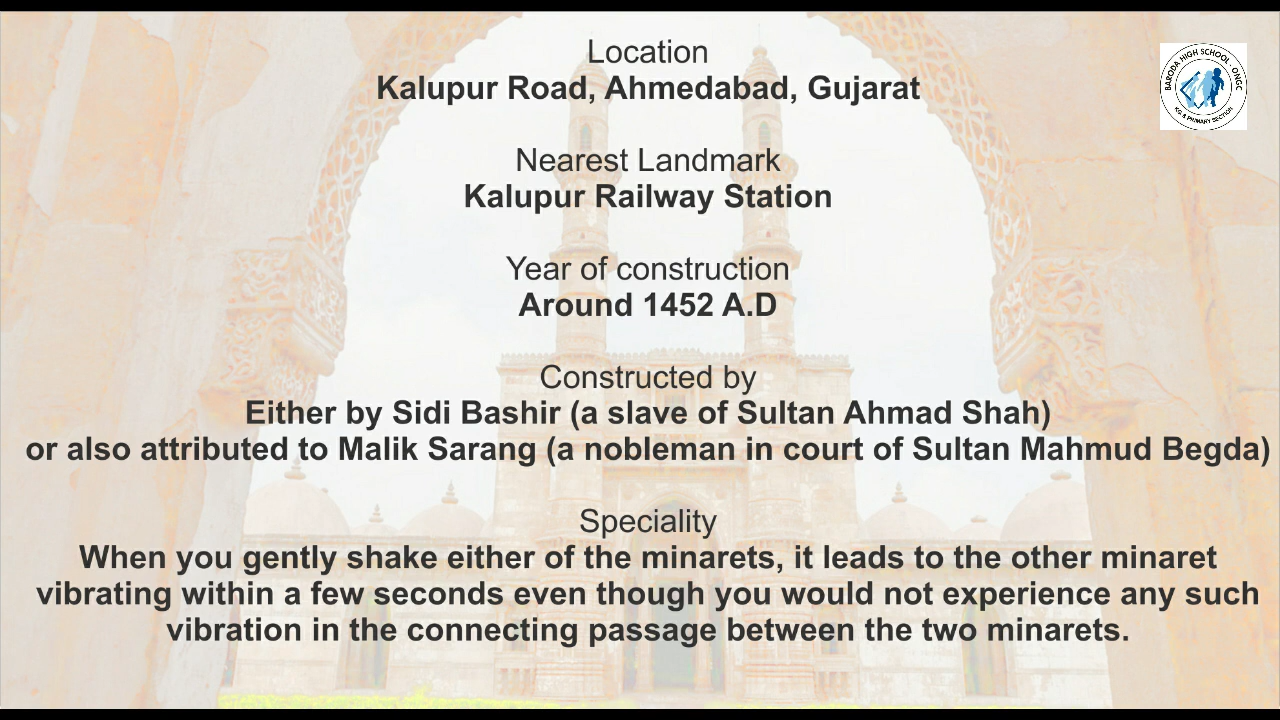 Location
Kalupur Road, Ahmedabad, Gujarat
Nearest Landmark
Kalupur Railway Station
Year of construction
Around 1452 A.D
Constructed by
Either by Sidi Bashir (a slave of Sultan Ahmad Shah)
or also attributed to Malik Sarang (a nobleman in court of Sultan Mahmud Begda)
Speciality
When you gently shake either of the minarets, it leads to the other minaret
vibrating within a few seconds even though you would not experience any such
vibration in the connecting passage between the two minarets.
BARODA HIGH SCHOOL, ONGC
KG & PRIMARY SECTION